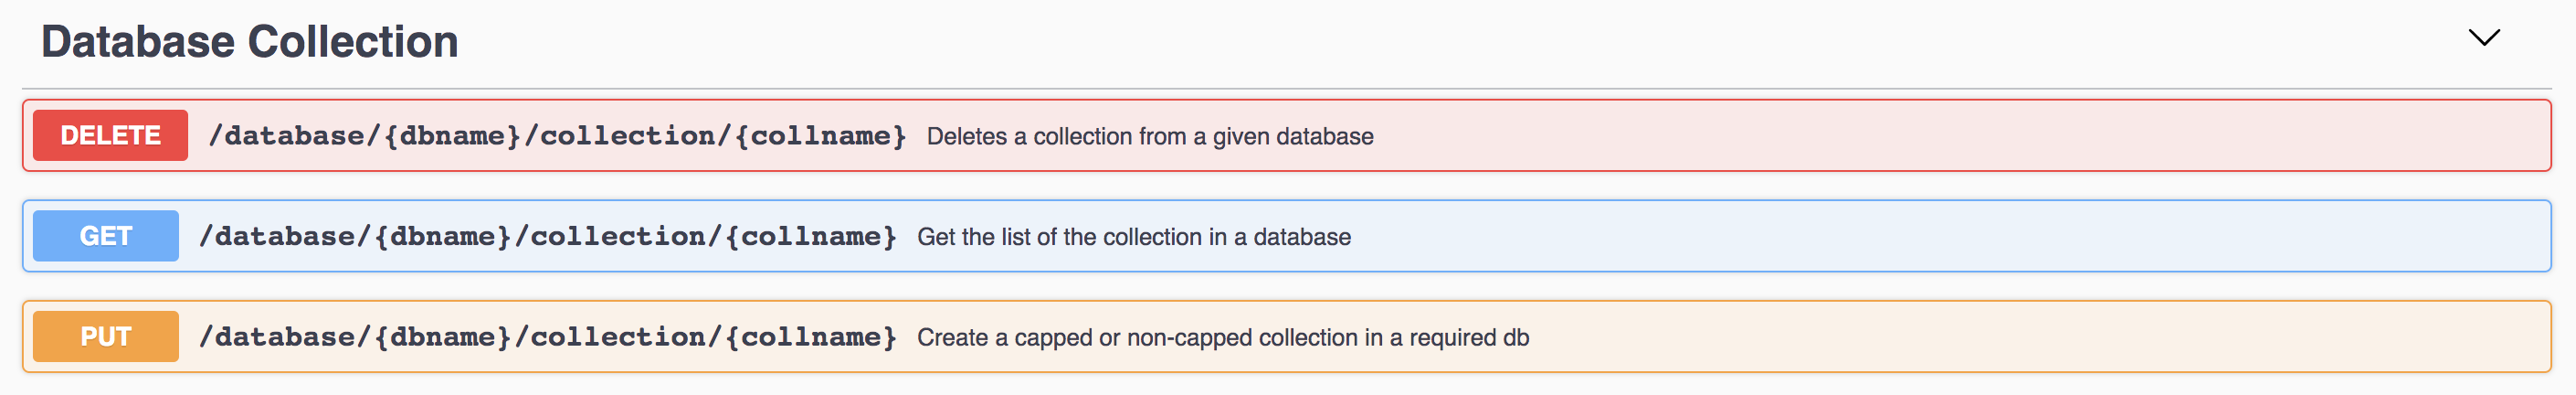 Database Collection
DELETE /database/{dbname}/collection/{collname} Deletes a collection from a given database
GET /database/{dbname}/collection/{collname} Get the list of the collection in a database
PUT /database/{dbname}/collection/{collname} Create a capped or non-capped collection in a required db